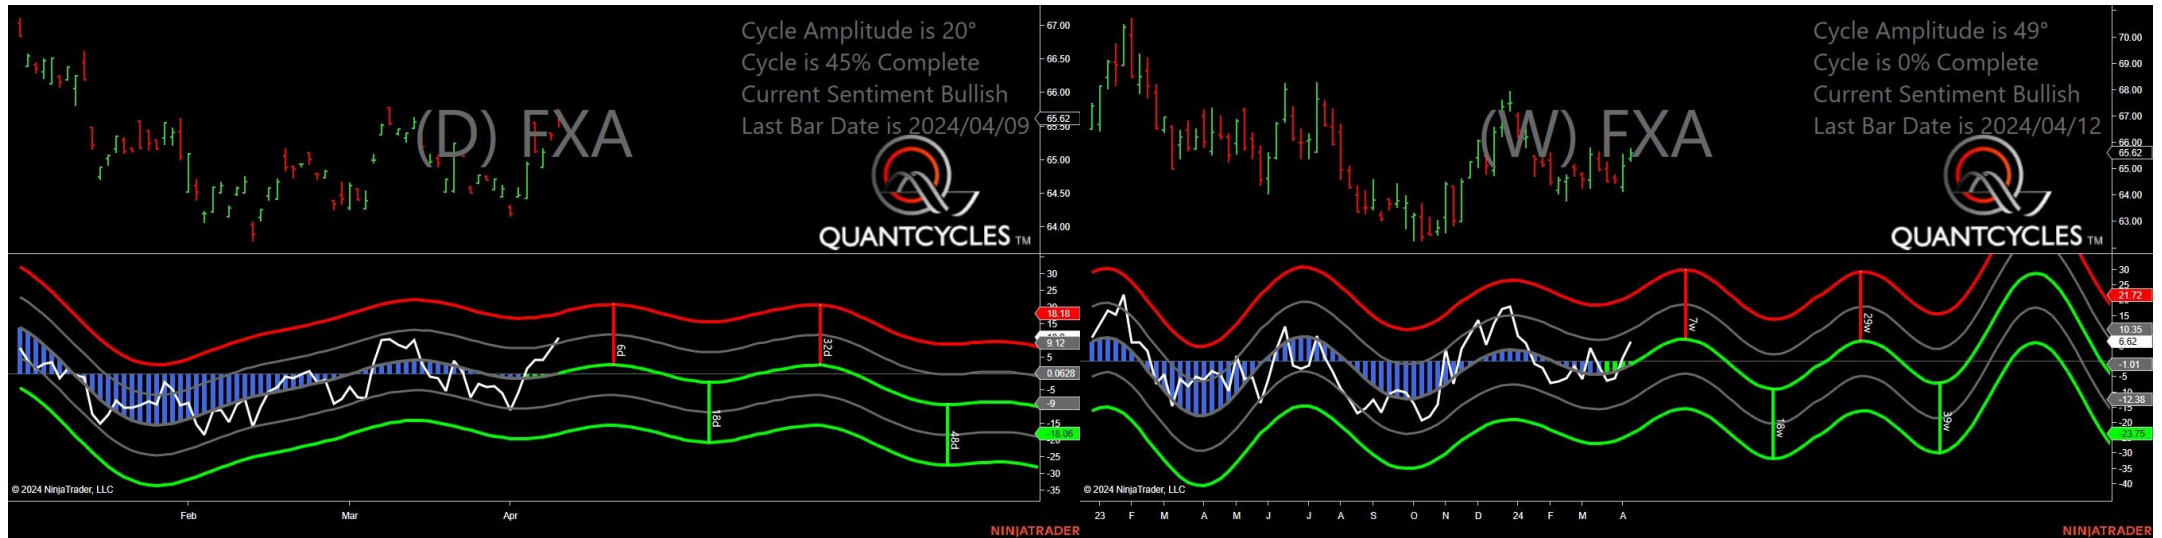 Cycle Amplitude is 20°
Cycle is 45% Complete
Current Sentiment Bullish
Last Bar Date is 2024/04/09
(D) FXA
QUANTCYCLES TM
67.00
66.50
66.00
65.62
65.50
65.00
64.50
64.00
30
25
18.18
15
9.12
5
0.0628
-5
-9
-15
-18.06
-25
-30
-35
6d
18d
32d
48d
© 2024 NinjaTrader, LLC
Feb Mar Apr
NINJATRADER
Cycle Amplitude is 49°
Cycle is 0% Complete
Current Sentiment Bullish
Last Bar Date is 2024/04/12
(W) FXA
QUANTCYCLES TM
70.00
69.00
68.00
67.00
66.00
65.62
65.00
64.00
63.00
30
25
21.72
15
10.35
6.62
-1.01
-5
-12.38
-15
-23.75
-30
-35
-40
7w
18w
29w
39w
© 2024 NinjaTrader, LLC
23 F M A M J J A S O N D 24 F M A
NINJATRADER